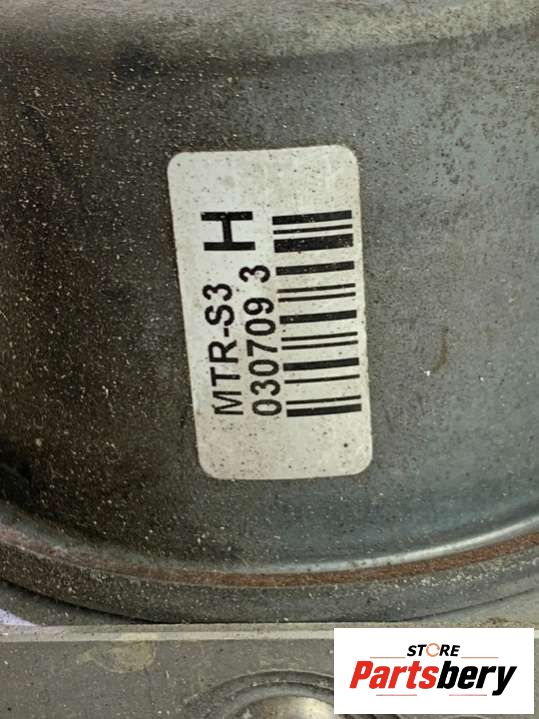 MTR-S3 H
030709 3
STORE
Partsbery